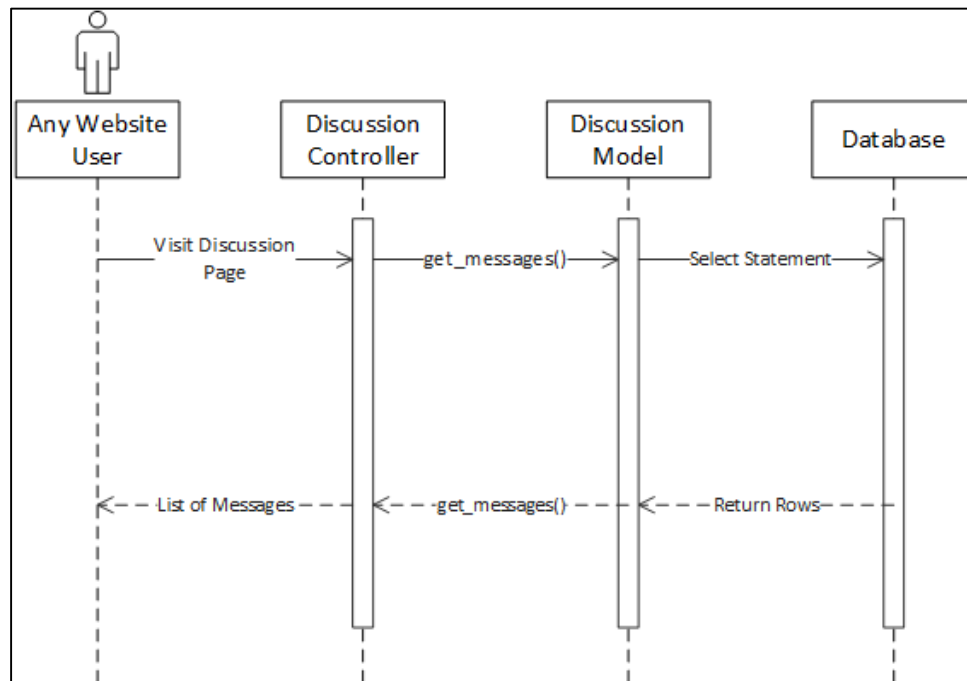 Any Website
User
Discussion
Controller
Discussion
Model
Database
Visit Discussion
Page
get_messages()
Select Statement
List of Messages
get_messages()
Return Rows